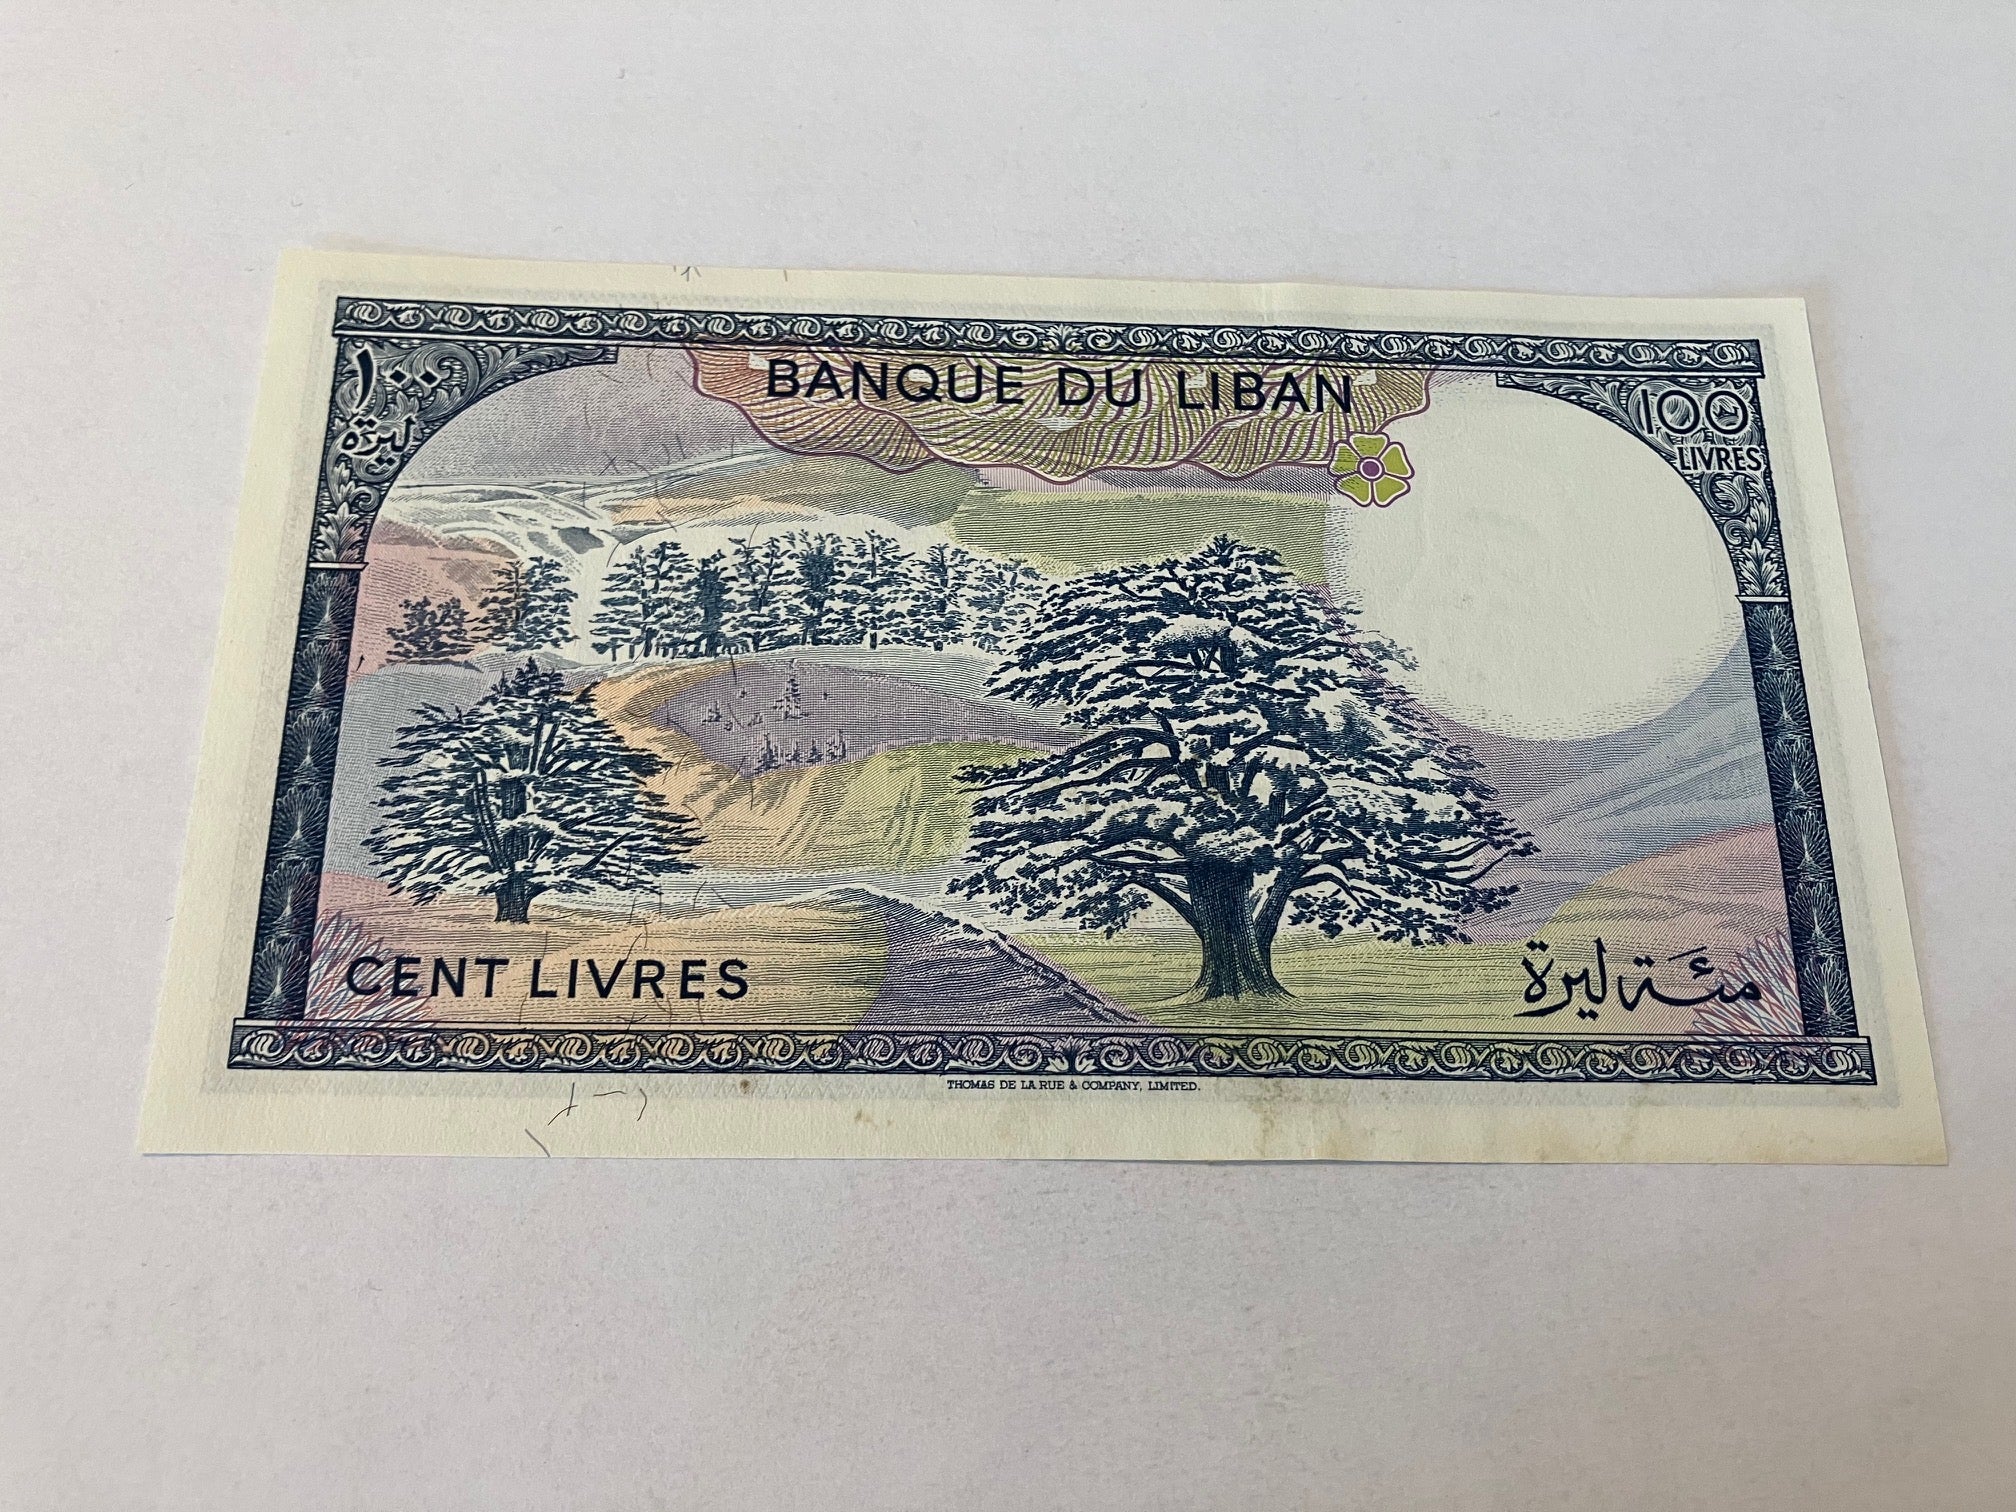 BANQUE DU LIBAN
١٠٠
ليرة
100
LIVRES
CENT LIVRES
مئة ليرة
THOMAS DE LA RUE & COMPANY, LIMITED.